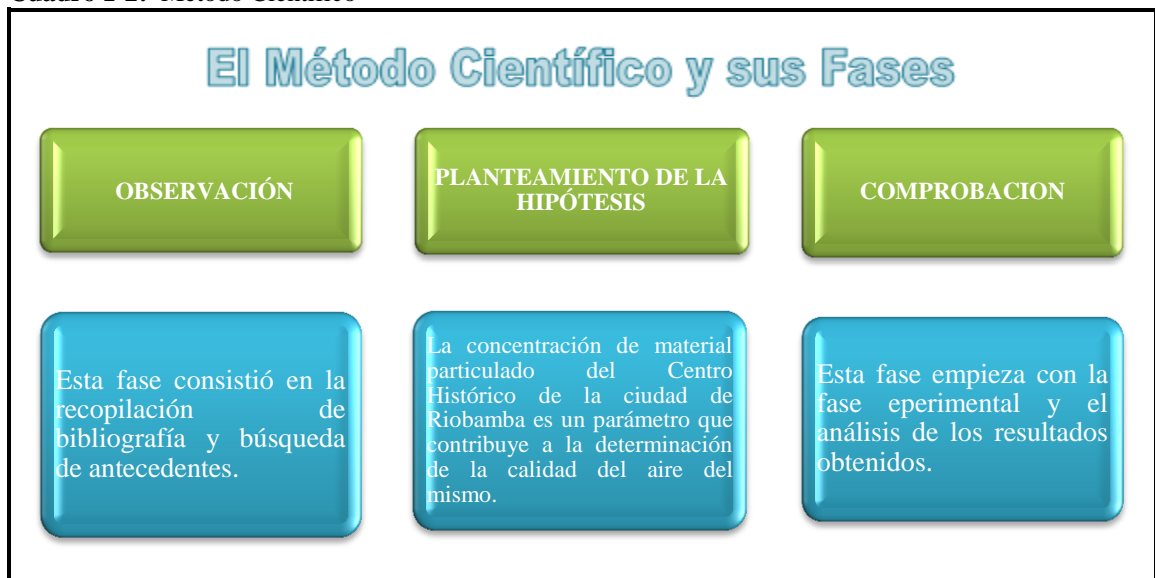 El Método Científico y sus Fases
OBSERVACIÓN
PLANTEAMIENTO DE LA
HIPÓTESIS
COMPROBACION
Esta fase consistió en la
recopilación de
bibliografía y búsqueda
de antecedentes.
La concentración de material
particulado del Centro
Histórico de la ciudad de
Riobamba es un parámetro que
contribuye a la determinación
de la calidad del aire del
mismo.
Esta fase empieza con la
fase eperimental y el
análisis de los resultados
obtenidos.